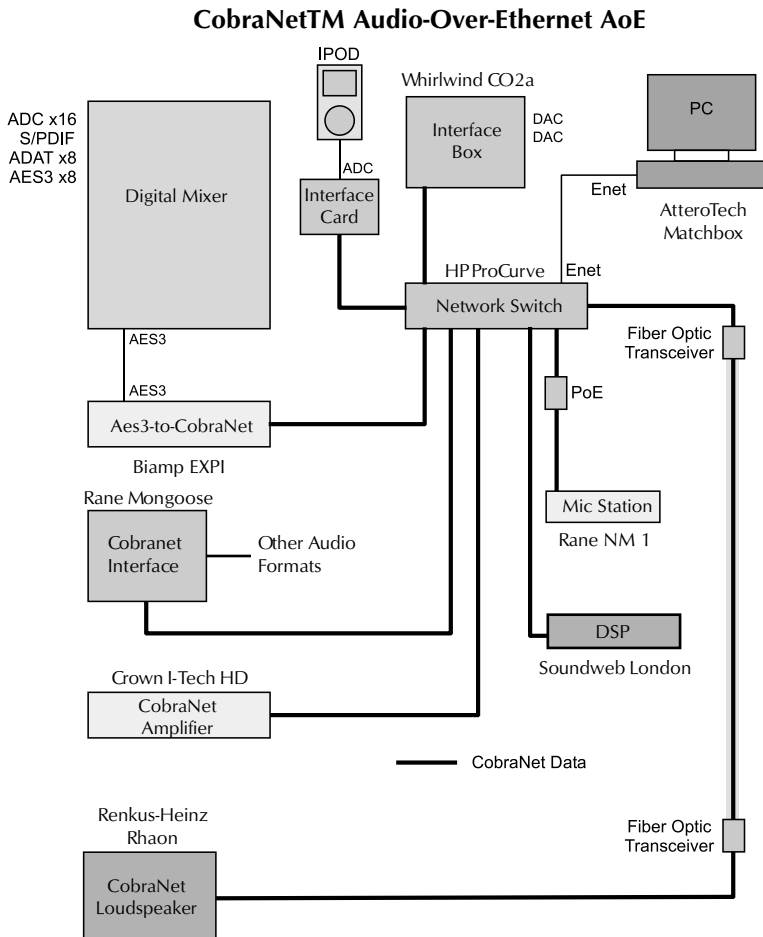 CobraNetTM Audio-Over-Ethernet AoE
IPOD
Whirlwind CO2a
ADC x16
S/PDIF
ADAT x8
AES3 x8
Digital Mixer
ADC
Interface
Card
Interface
Box
DAC
DAC
PC
Enet
AtteroTech
Matchbox
HP ProCurve
Enet
Network Switch
Fiber Optic
Transceiver
AES3
AES3
Aes3-to-CobraNet
Biamp EXPI
PoE
Mic Station
Rane NM 1
Rane Mongoose
Cobranet
Interface
Other Audio
Formats
DSP
Soundweb London
Crown I-Tech HD
CobraNet
Amplifier
CobraNet Data
Renkus-Heinz
Rhaon
CobraNet
Loudspeaker
Fiber Optic
Transceiver